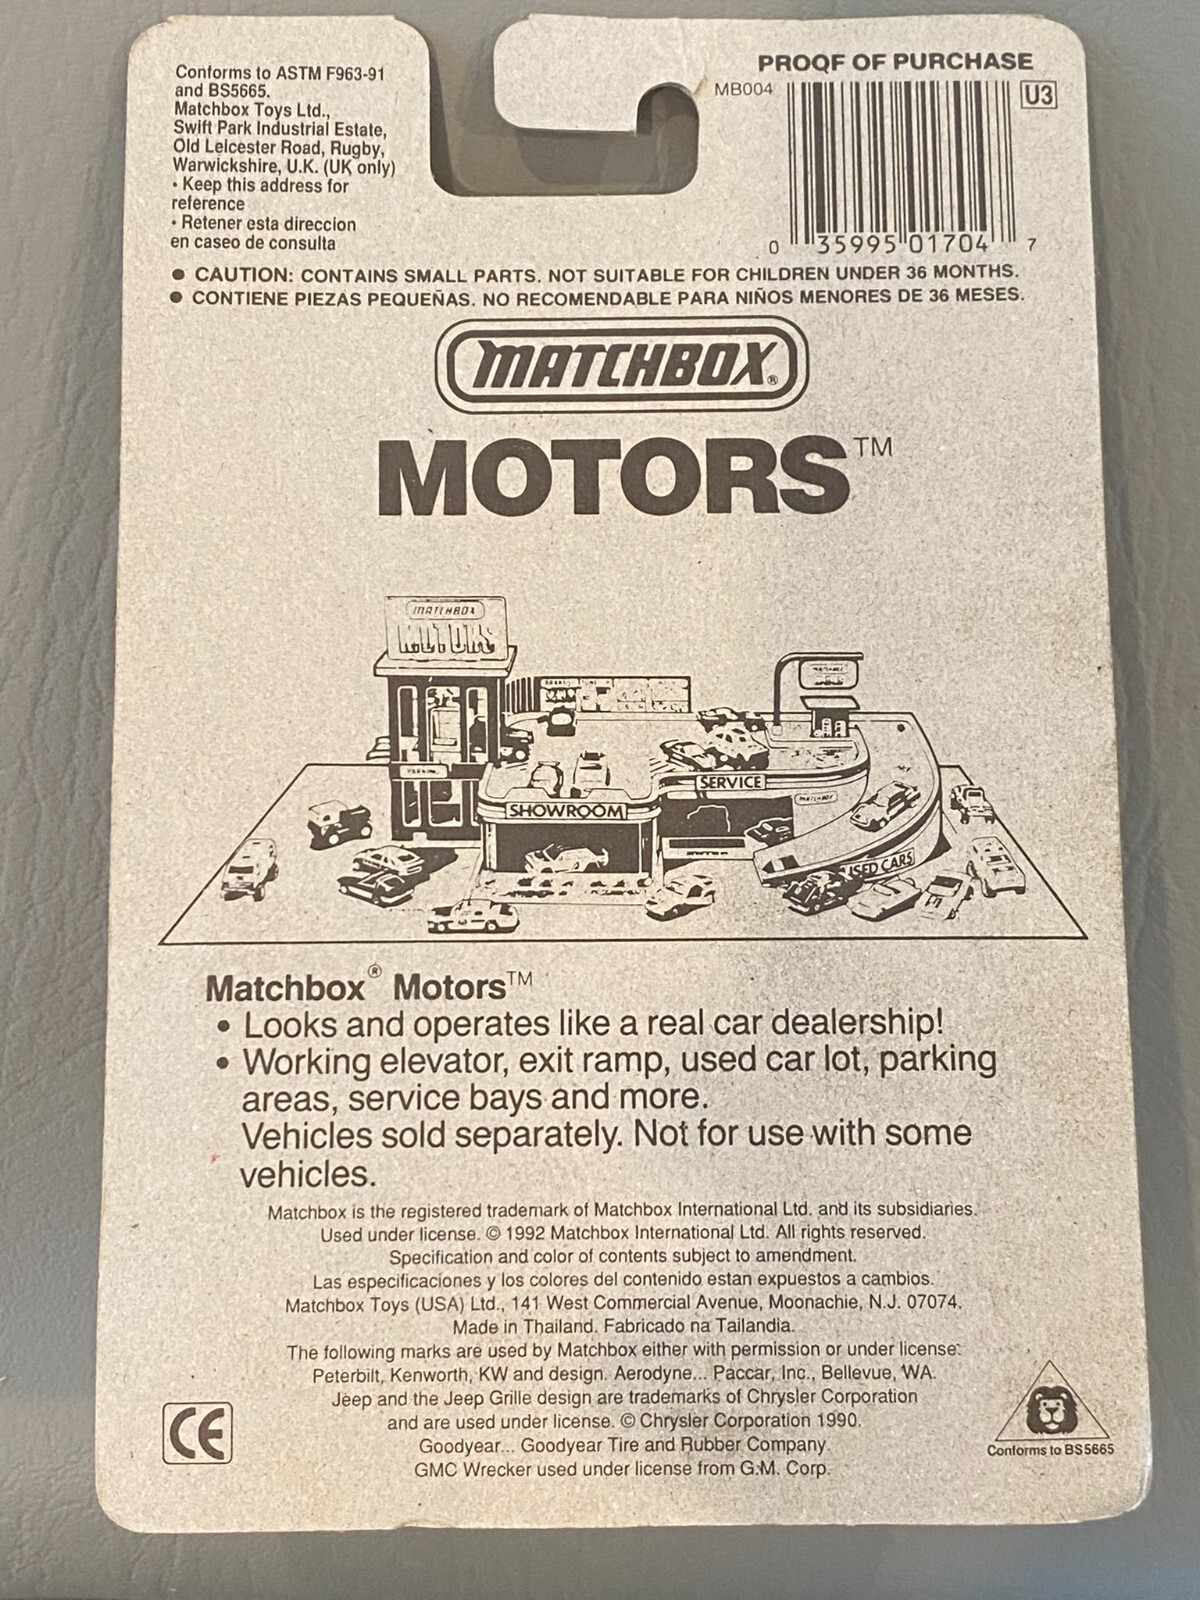 Conforms to ASTM F963-91
and BS5665.
Matchbox Toys Ltd.,
Swift Park Industrial Estate,
Old Leicester Road, Rugby,
Warwickshire, U.K. (UK only)
• Keep this address for
reference
• Retener esta direccion
en caseo de consulta
PROOF OF PURCHASE
MB004
U3
0 35995 01704 7
● CAUTION: CONTAINS SMALL PARTS. NOT SUITABLE FOR CHILDREN UNDER 36 MONTHS.
● CONTIENE PIEZAS PEQUEÑAS. NO RECOMENDABLE PARA NIÑOS MENORES DE 36 MESES.
MATCHBOX®
MOTORS™
MATCHBOX
MOTORS
PARKING
SERVICE
SHOWROOM
MATCHBOX
USED CARS
Matchbox® Motors™
• Looks and operates like a real car dealership!
• Working elevator, exit ramp, used car lot, parking
areas, service bays and more.
Vehicles sold separately. Not for use with some
vehicles.
Matchbox is the registered trademark of Matchbox International Ltd. and its subsidiaries.
Used under license. © 1992 Matchbox International Ltd. All rights reserved.
Specification and color of contents subject to amendment.
Las especificaciones y los colores del contenido estan expuestos a cambios.
Matchbox Toys (USA) Ltd., 141 West Commercial Avenue, Moonachie, N.J. 07074.
Made in Thailand. Fabricado na Tailandia.
The following marks are used by Matchbox either with permission or under license:
Peterbilt, Kenworth, KW and design. Aerodyne... Paccar, Inc., Bellevue, WA.
Jeep and the Jeep Grille design are trademarks of Chrysler Corporation
and are used under license. © Chrysler Corporation 1990.
Goodyear... Goodyear Tire and Rubber Company.
GMC Wrecker used under license from G.M. Corp.
CE
Conforms to BS5665